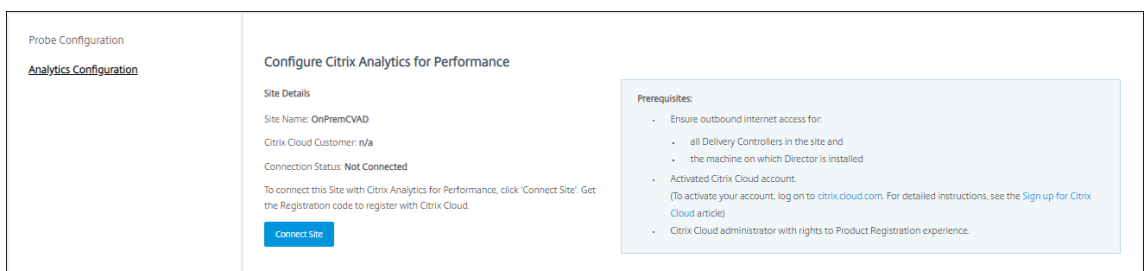 Probe Configuration
Analytics Configuration
Configure Citrix Analytics for Performance
Site Details
Site Name: OnPremCVAD
Citrix Cloud Customer: n/a
Connection Status: Not Connected
To connect this Site with Citrix Analytics for Performance, click 'Connect Site'. Get
the Registration code to register with Citrix Cloud.
Connect Site
Prerequisites:
• Ensure outbound internet access for:
• all Delivery Controllers in the site and
• the machine on which Director is installed
• Activated Citrix Cloud account.
(To activate your account, log on to citrix.cloud.com. For detailed instructions, see the Sign up for Citrix
Cloud article)
• Citrix Cloud administrator with rights to Product Registration experience.